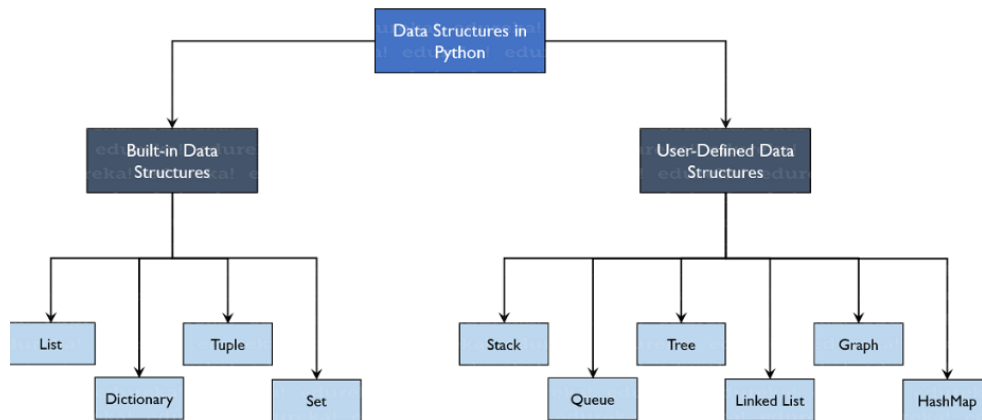 Data Structures in
Python
Built-in Data
Structures
User-Defined Data
Structures
List
Tuple
Stack
Tree
Graph
Dictionary
Set
Queue
Linked List
HashMap